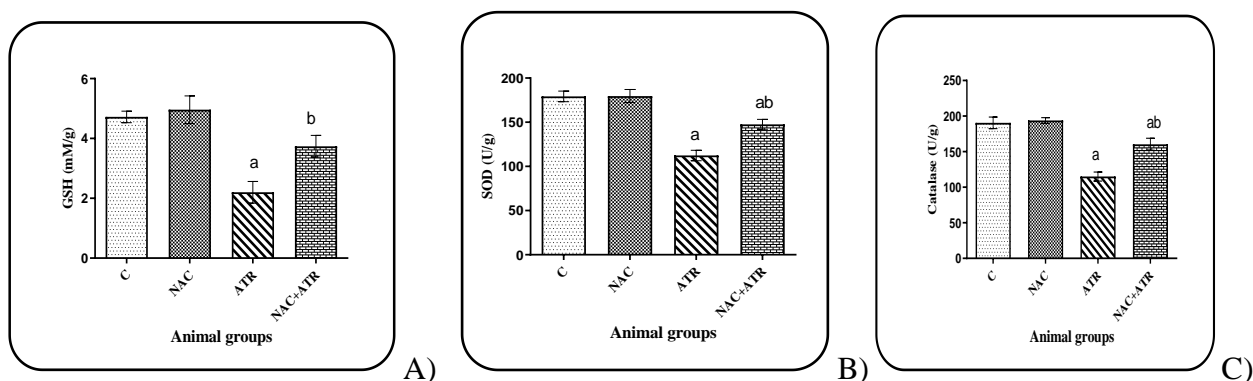 6
4
2
0
GSH (mM/g)
a
b
C
NAC
ATR
NAC+ATR
Animal groups
A)
200
150
100
50
0
SOD (U/g)
a
ab
C
NAC
ATR
NAC+ATR
Animal groups
B)
250
200
150
100
50
0
Catalase (U/g)
a
ab
C
NAC
ATR
NAC+ATR
Animal groups
C)